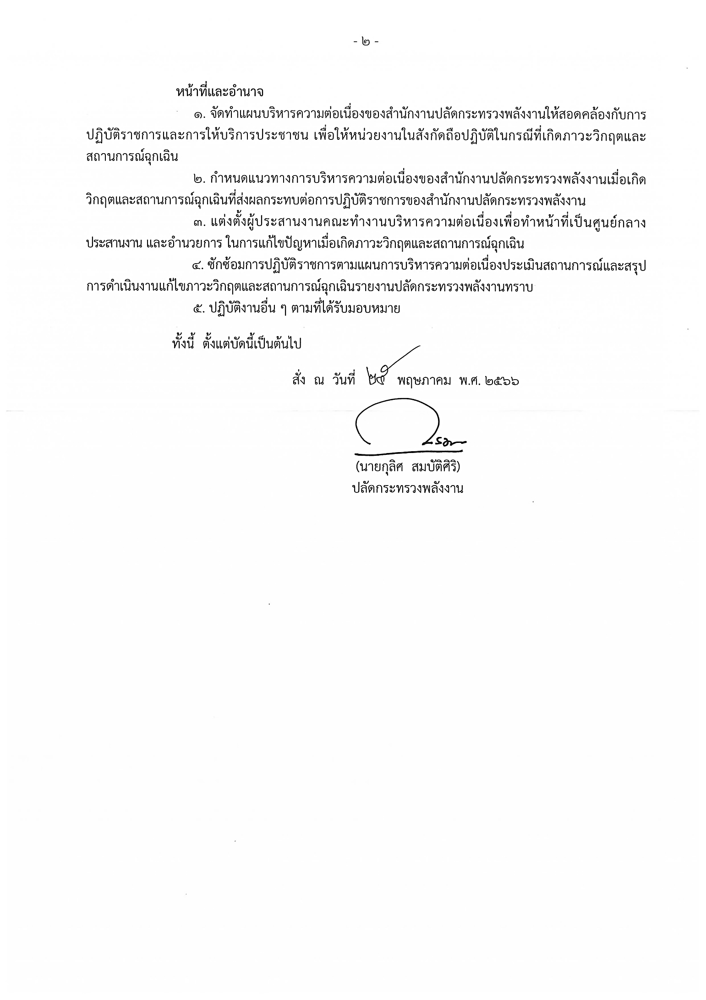 - ๒ -
หน้าที่และอำนาจ
๑. จัดทำแผนบริหารความต่อเนื่องของสำนักงานปลัดกระทรวงพลังงานให้สอดคล้องกับการ
ปฏิบัติราชการและการให้บริการประชาชน เพื่อให้หน่วยงานในสังกัดถือปฏิบัติในกรณีที่เกิดภาวะวิกฤตและ
สถานการณ์ฉุกเฉิน
๒. กำหนดแนวทางการบริหารความต่อเนื่องของสำนักงานปลัดกระทรวงพลังงานเมื่อเกิด
วิกฤตและสถานการณ์ฉุกเฉินที่ส่งผลกระทบต่อการปฏิบัติราชการของสำนักงานปลัดกระทรวงพลังงาน
๓. แต่งตั้งผู้ประสานงานคณะทำงานบริหารความต่อเนื่องเพื่อทำหน้าที่เป็นศูนย์กลาง
ประสานงาน และอำนวยการ ในการแก้ไขปัญหาเมื่อเกิดภาวะวิกฤตและสถานการณ์ฉุกเฉิน
๔. ซักซ้อมการปฏิบัติราชการตามแผนการบริหารความต่อเนื่องประเมินสถานการณ์และสรุป
การดำเนินงานแก้ไขภาวะวิกฤตและสถานการณ์ฉุกเฉินรายงานปลัดกระทรวงพลังงานทราบ
๕. ปฏิบัติงานอื่น ๆ ตามที่ได้รับมอบหมาย
ทั้งนี้ ตั้งแต่บัดนี้เป็นต้นไป
สั่ง ณ วันที่ ๒๕ พฤษภาคม พ.ศ. ๒๕๖๖
(นายกุลิศ สมบัติศิริ)
ปลัดกระทรวงพลังงาน